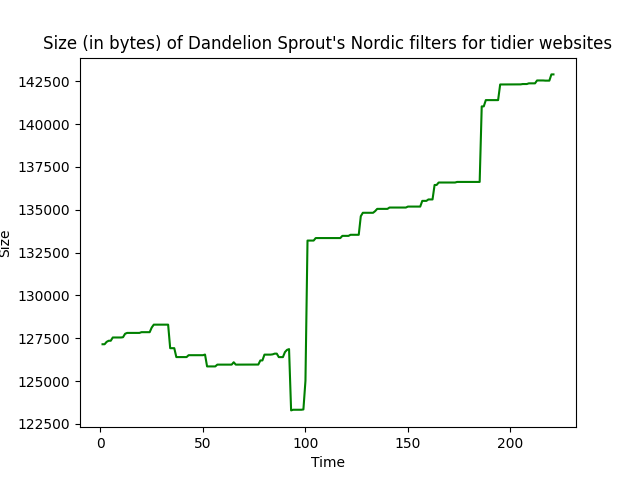 Size (in bytes) of Dandelion Sprout's Nordic filters for tidier websites
142500
140000
137500
135000
132500
130000
127500
125000
122500
Size
0 50 100 150 200
Time